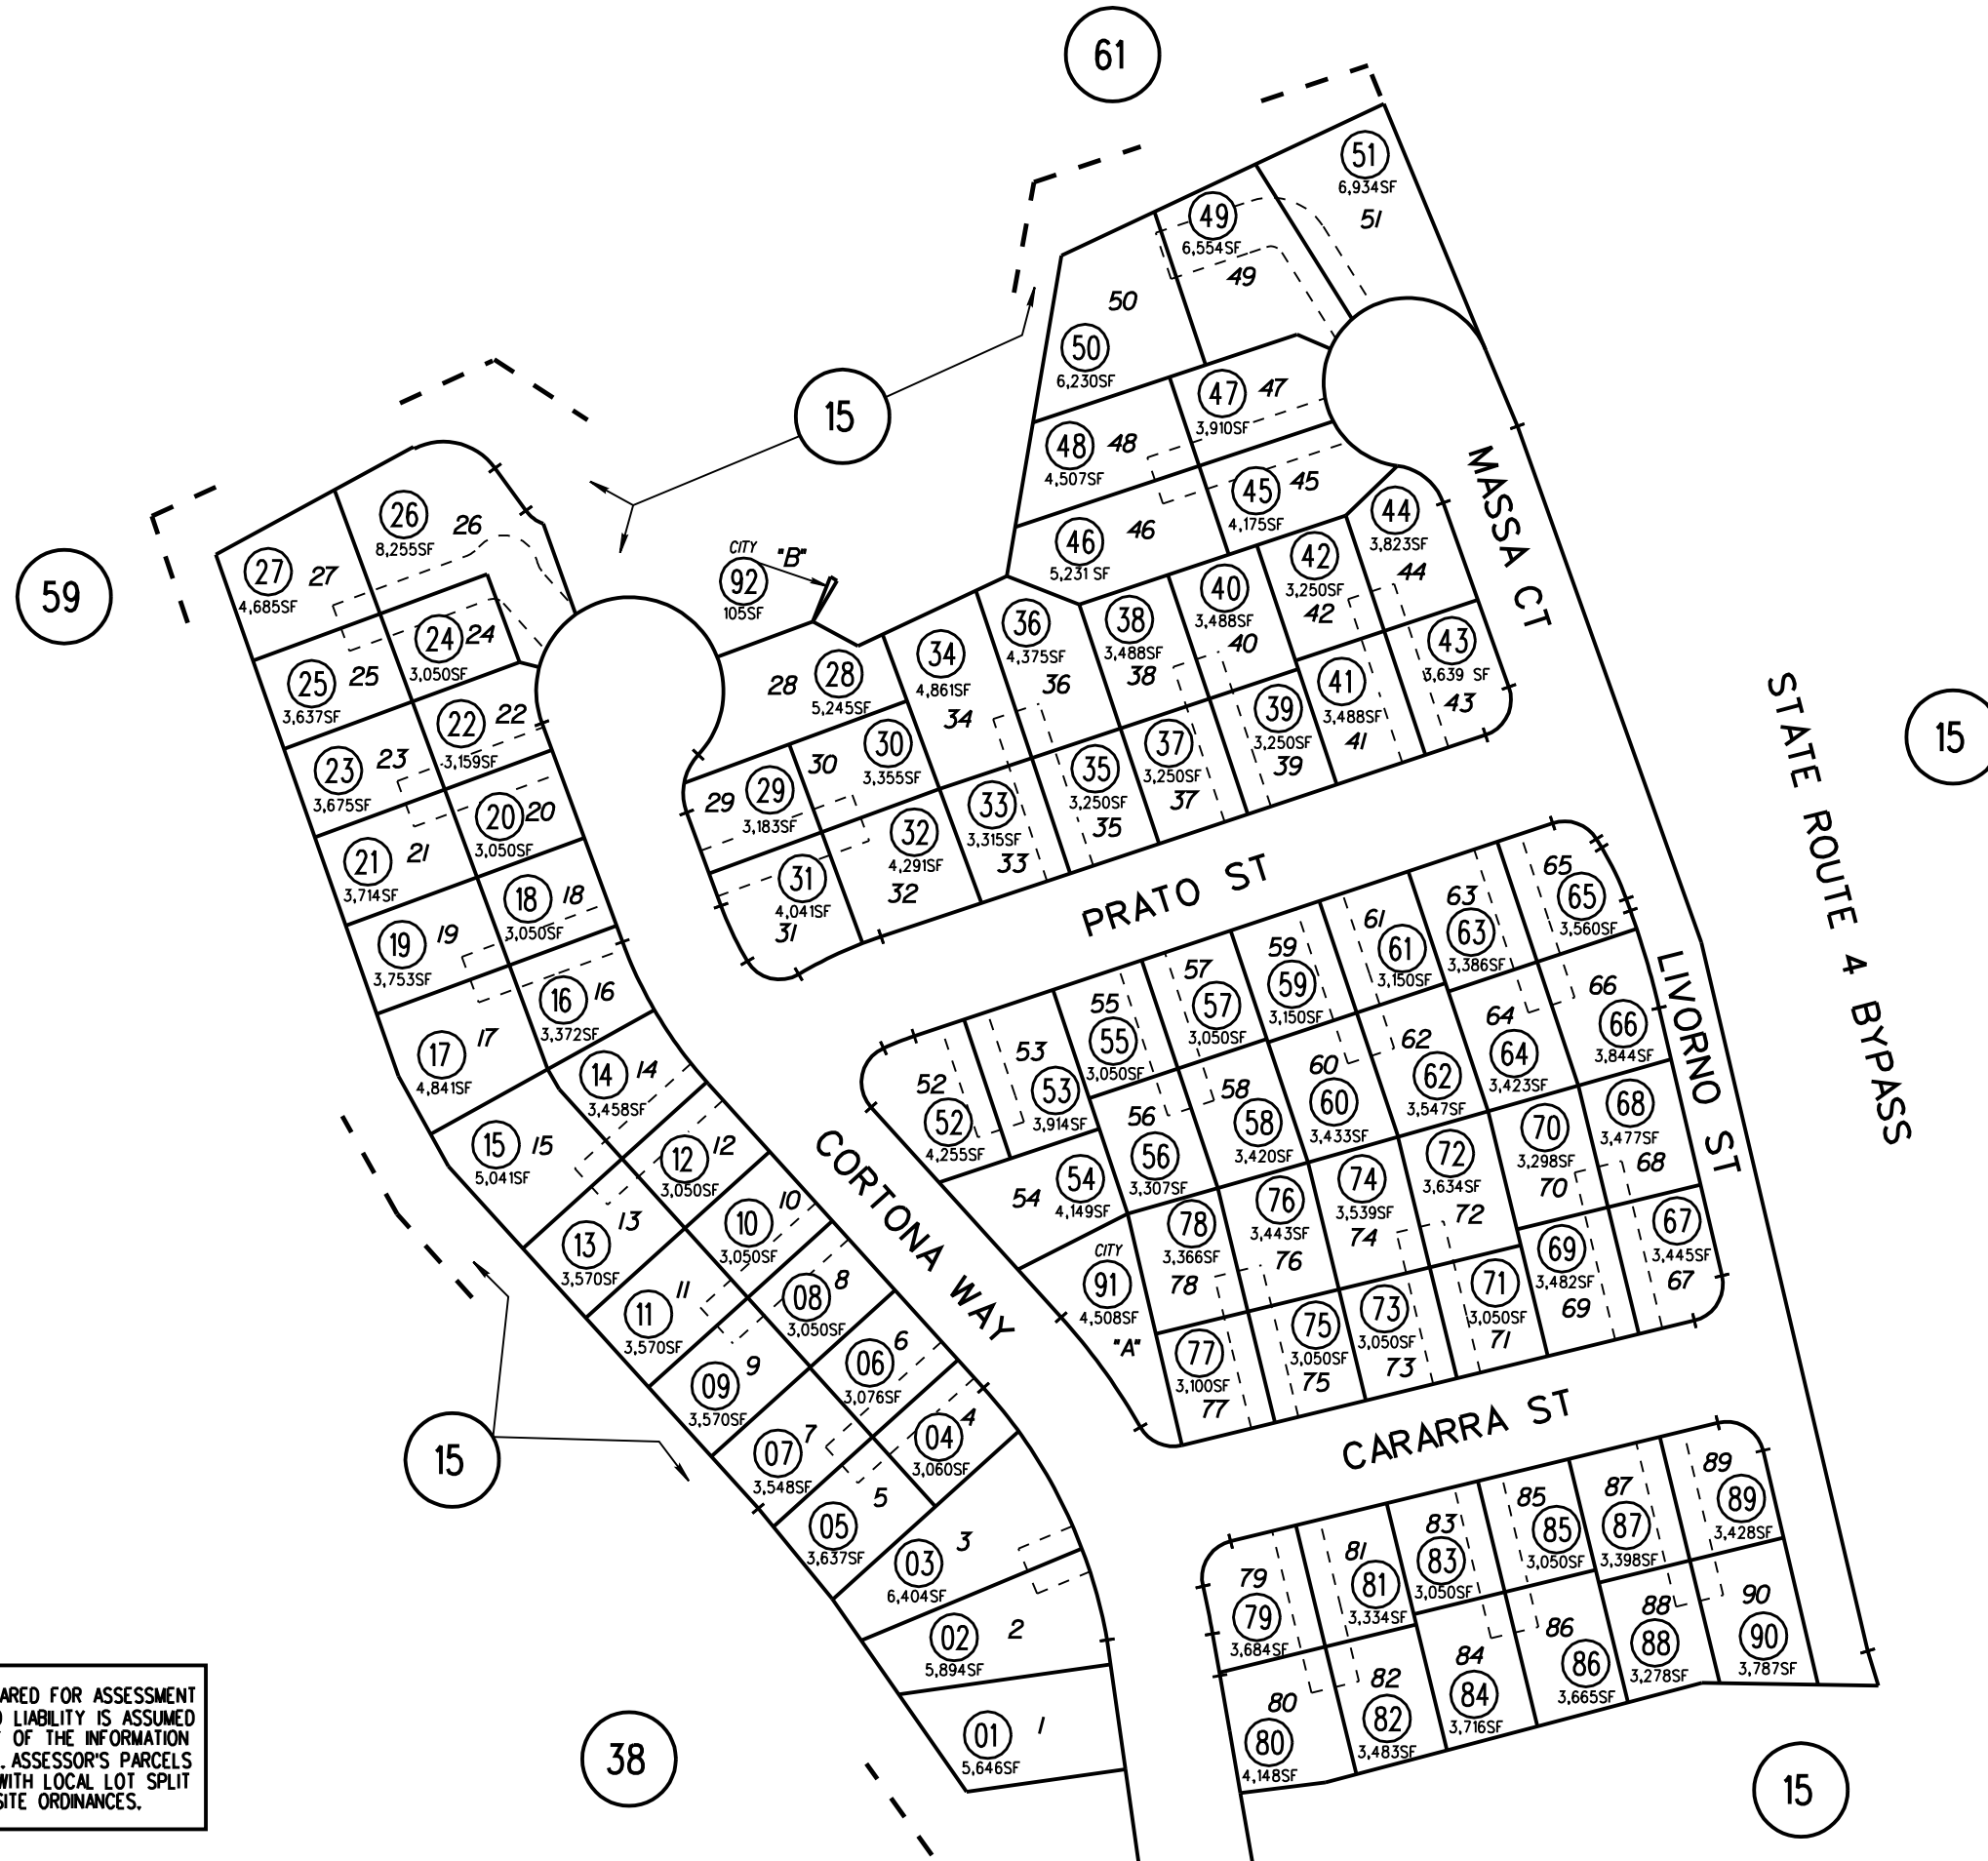 61
51
6,934SF
51
49
6,554SF
49
50
50
6,230SF
47
47
3,910SF
48
48
4,507SF
45
45
4,175SF
46
46
5,231 SF
44
3,823SF
44
42
3,250SF
42
43
3,639 SF
43
40
3,488SF
40
41
3,488SF
41
38
3,488SF
38
39
3,250SF
39
36
4,375SF
36
37
3,250SF
37
34
4,861SF
34
35
3,250SF
35
33
3,315SF
33
28
28
5,245SF
30
30
3,355SF
32
4,291SF
32
29
29
3,183SF
31
4,041SF
31
CITY
"B"
92
105SF
15
59
27
27
4,685SF
26
26
8,255SF
25
25
3,637SF
24
24
3,050SF
23
23
3,675SF
22
22
3,159SF
21
21
3,714SF
20
20
3,050SF
19
19
3,753SF
18
18
3,050SF
17
17
4,841SF
16
16
3,372SF
15
15
5,041SF
14
14
3,458SF
13
13
3,570SF
12
12
3,050SF
11
11
3,570SF
10
10
3,050SF
09
9
3,570SF
08
8
3,050SF
07
7
3,548SF
06
6
3,076SF
05
5
3,637SF
04
4
3,060SF
03
3
6,404SF
02
2
5,894SF
01
1
5,646SF
MASSA CT
STATE ROUTE 4 BYPASS
15
PRATO ST
LIVORNO ST
CORTONA WAY
CARARRA ST
52
52
4,255SF
53
53
3,914SF
54
54
4,149SF
55
55
3,050SF
56
56
3,307SF
57
57
3,050SF
58
58
3,420SF
59
59
3,150SF
60
60
3,433SF
61
61
3,150SF
62
62
3,547SF
63
63
3,386SF
64
64
3,423SF
65
65
3,560SF
66
66
3,844SF
68
3,477SF
68
67
3,445SF
67
70
3,298SF
70
69
3,482SF
69
72
3,634SF
72
71
3,050SF
71
74
3,539SF
74
73
3,050SF
73
76
3,443SF
76
75
3,050SF
75
78
3,366SF
78
77
3,100SF
77
CITY
91
4,508SF
"A"
79
79
3,684SF
80
80
4,148SF
81
81
3,334SF
82
82
3,483SF
83
83
3,050SF
84
84
3,716SF
85
85
3,050SF
86
86
3,665SF
87
87
3,398SF
88
88
3,278SF
89
89
3,428SF
90
90
3,787SF
15
38
15
ARED FOR ASSESSMENT
LIABILITY IS ASSUMED
OF THE INFORMATION
. ASSESSOR'S PARCELS
WITH LOCAL LOT SPLIT
SITE ORDINANCES.